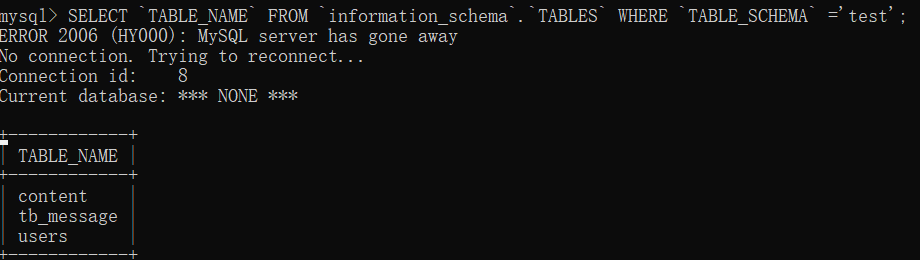 mysql> SELECT `TABLE_NAME` FROM `information_schema`.`TABLES` WHERE `TABLE_SCHEMA` ='test';
ERROR 2006 (HY000): MySQL server has gone away
No connection. Trying to reconnect...
Connection id:    8
Current database: *** NONE ***

+------------+
| TABLE_NAME |
+------------+
| content    |
| tb_message |
| users      |
+------------+